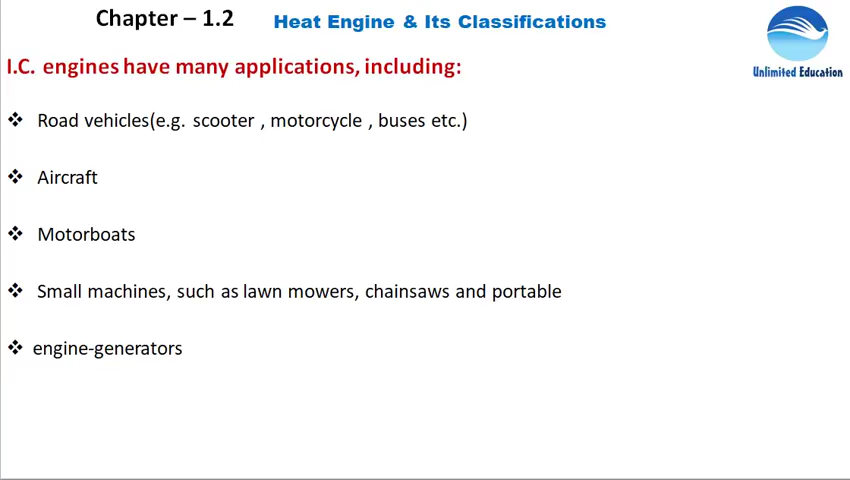 Chapter – 1.2 Heat Engine & Its Classifications
Unlimited Education
I.C. engines have many applications, including:
❖ Road vehicles(e.g. scooter , motorcycle , buses etc.)
❖ Aircraft
❖ Motorboats
❖ Small machines, such as lawn mowers, chainsaws and portable
❖ engine-generators